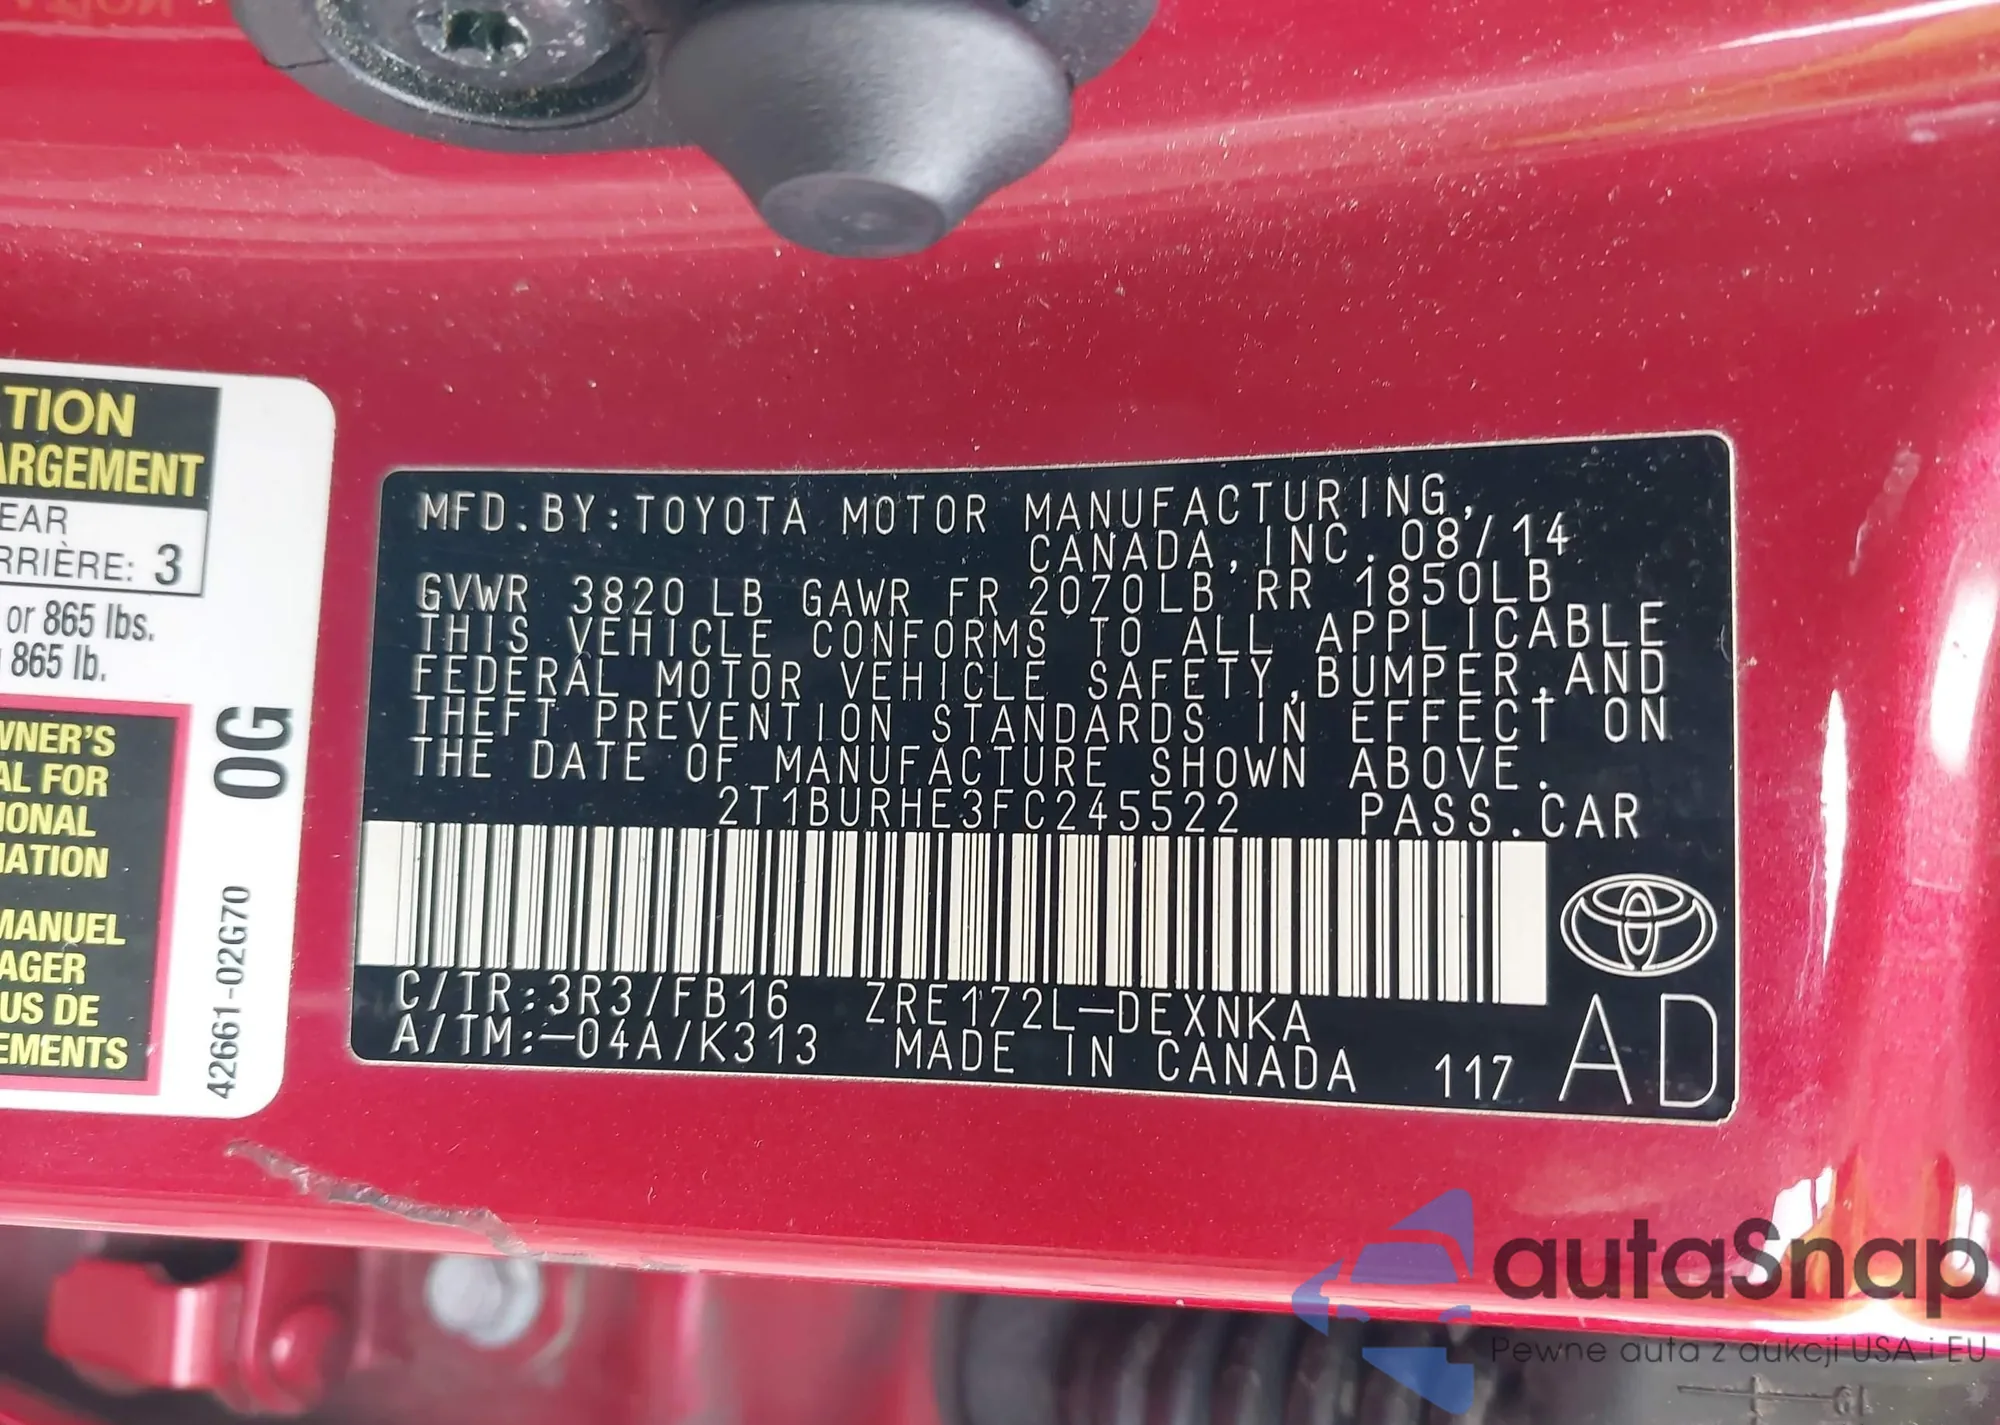 TION
ARGEMENT
EAR
RRIÈRE: 3
or 865 lbs.
865 lb.
WNER'S
AL FOR
IONAL
MATION
MANUEL
AGER
US DE
EMENTS
0G
42661-02G70
MFD.BY:TOYOTA MOTOR MANUFACTURING,
CANADA,INC. 08/14
GVWR 3820 LB GAWR FR 2070LB RR 1850LB
THIS VEHICLE CONFORMS TO ALL APPLICABLE
FEDERAL MOTOR VEHICLE SAFETY,BUMPER,AND
THEFT PREVENTION STANDARDS IN EFFECT ON
THE DATE OF MANUFACTURE SHOWN ABOVE.
2T1BURHE3FC245522 PASS.CAR
C/TR:3R3/FB16 ZRE172L-DEXNKA
A/TM:-04A/K313 MADE IN CANADA 117 AD
autaSnap
Pewne auta z aukcji USA i EU